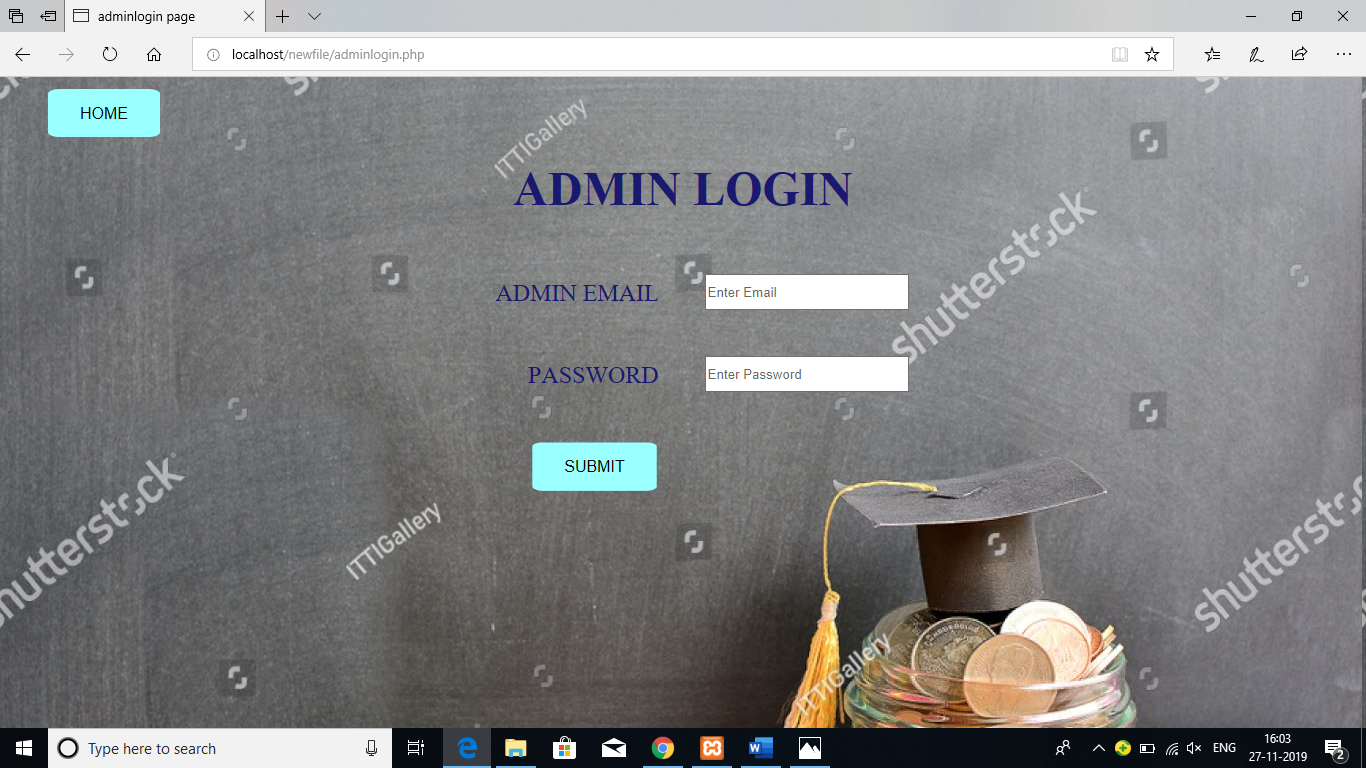 adminlogin page
localhost/newfile/adminlogin.php
HOME
ITTIGallery
ADMIN LOGIN
shutterstock
ADMIN EMAIL
Enter Email
PASSWORD
Enter Password
SUBMIT
shutterstock
ITTIGallery
shutterstock
ITTIGallery
Type here to search
ENG
16:03
27-11-2019
2